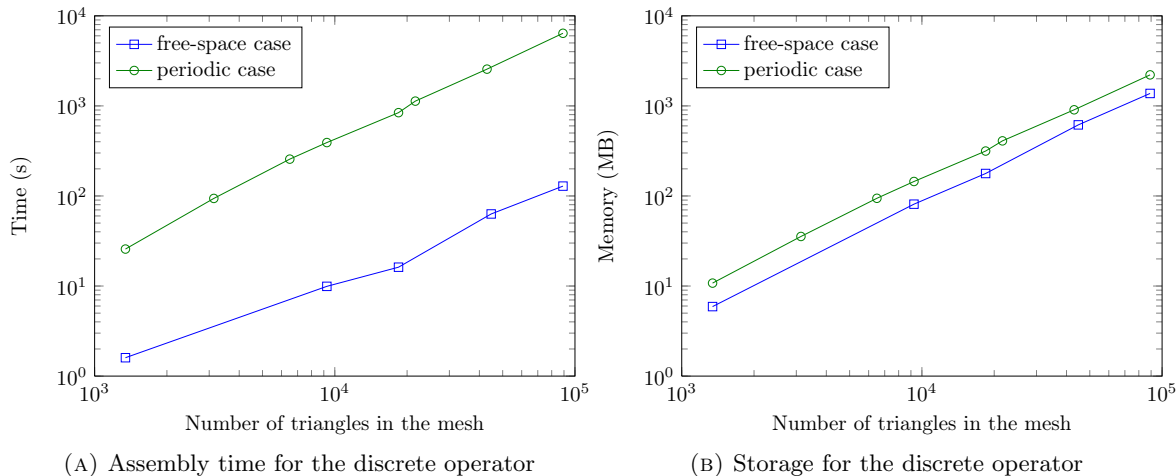 free-space case
periodic case
10^4
10^3
10^2
10^1
10^0
Time (s)
10^3
10^4
10^5
Number of triangles in the mesh
(A) Assembly time for the discrete operator
free-space case
periodic case
10^4
10^3
10^2
10^1
10^0
Memory (MB)
10^3
10^4
10^5
Number of triangles in the mesh
(B) Storage for the discrete operator